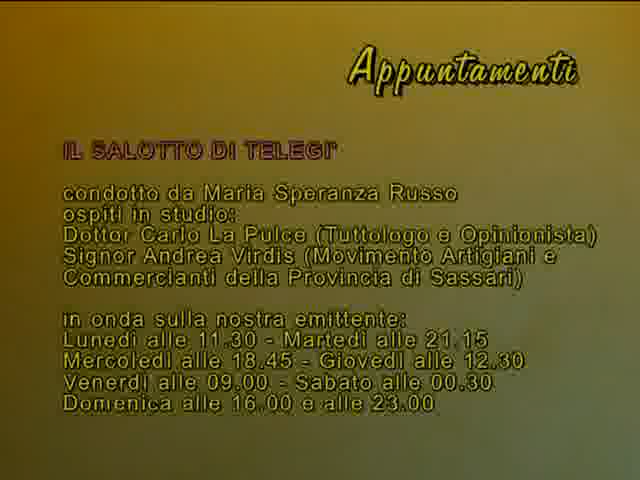 Appuntamenti
IL SALOTTO DI TELEGI'
condotto da Maria Speranza Russo
ospiti in studio:
Dottor Carlo La Pulce (Tuttologo e Opinionista)
Signor Andrea Virdis (Movimento Artigiani e
Commercianti della Provincia di Sassari)
in onda sulla nostra emittente:
Lunedì alle 11.30 - Martedì alle 21.15
Mercoledì alle 18.45 - Giovedì alle 12.30
Venerdì alle 09.00 - Sabato alle 00.30
Domenica alle 16.00 e alle 23.00